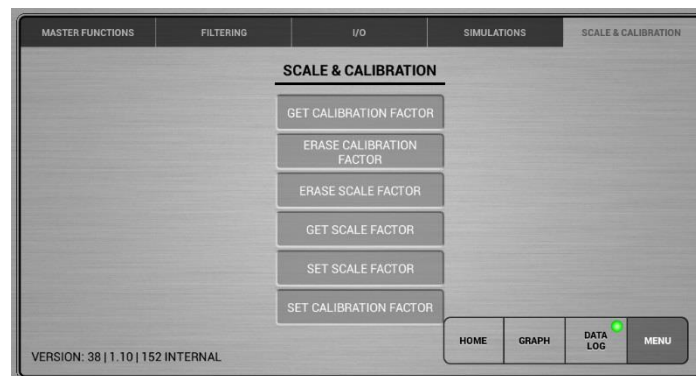 MASTER FUNCTIONS
FILTERING
I/O
SIMULATIONS
SCALE & CALIBRATION
SCALE & CALIBRATION
GET CALIBRATION FACTOR
ERASE CALIBRATION
FACTOR
ERASE SCALE FACTOR
GET SCALE FACTOR
SET SCALE FACTOR
SET CALIBRATION FACTOR
HOME
GRAPH
DATA
LOG
MENU
VERSION: 38 | 1.10 | 152 INTERNAL